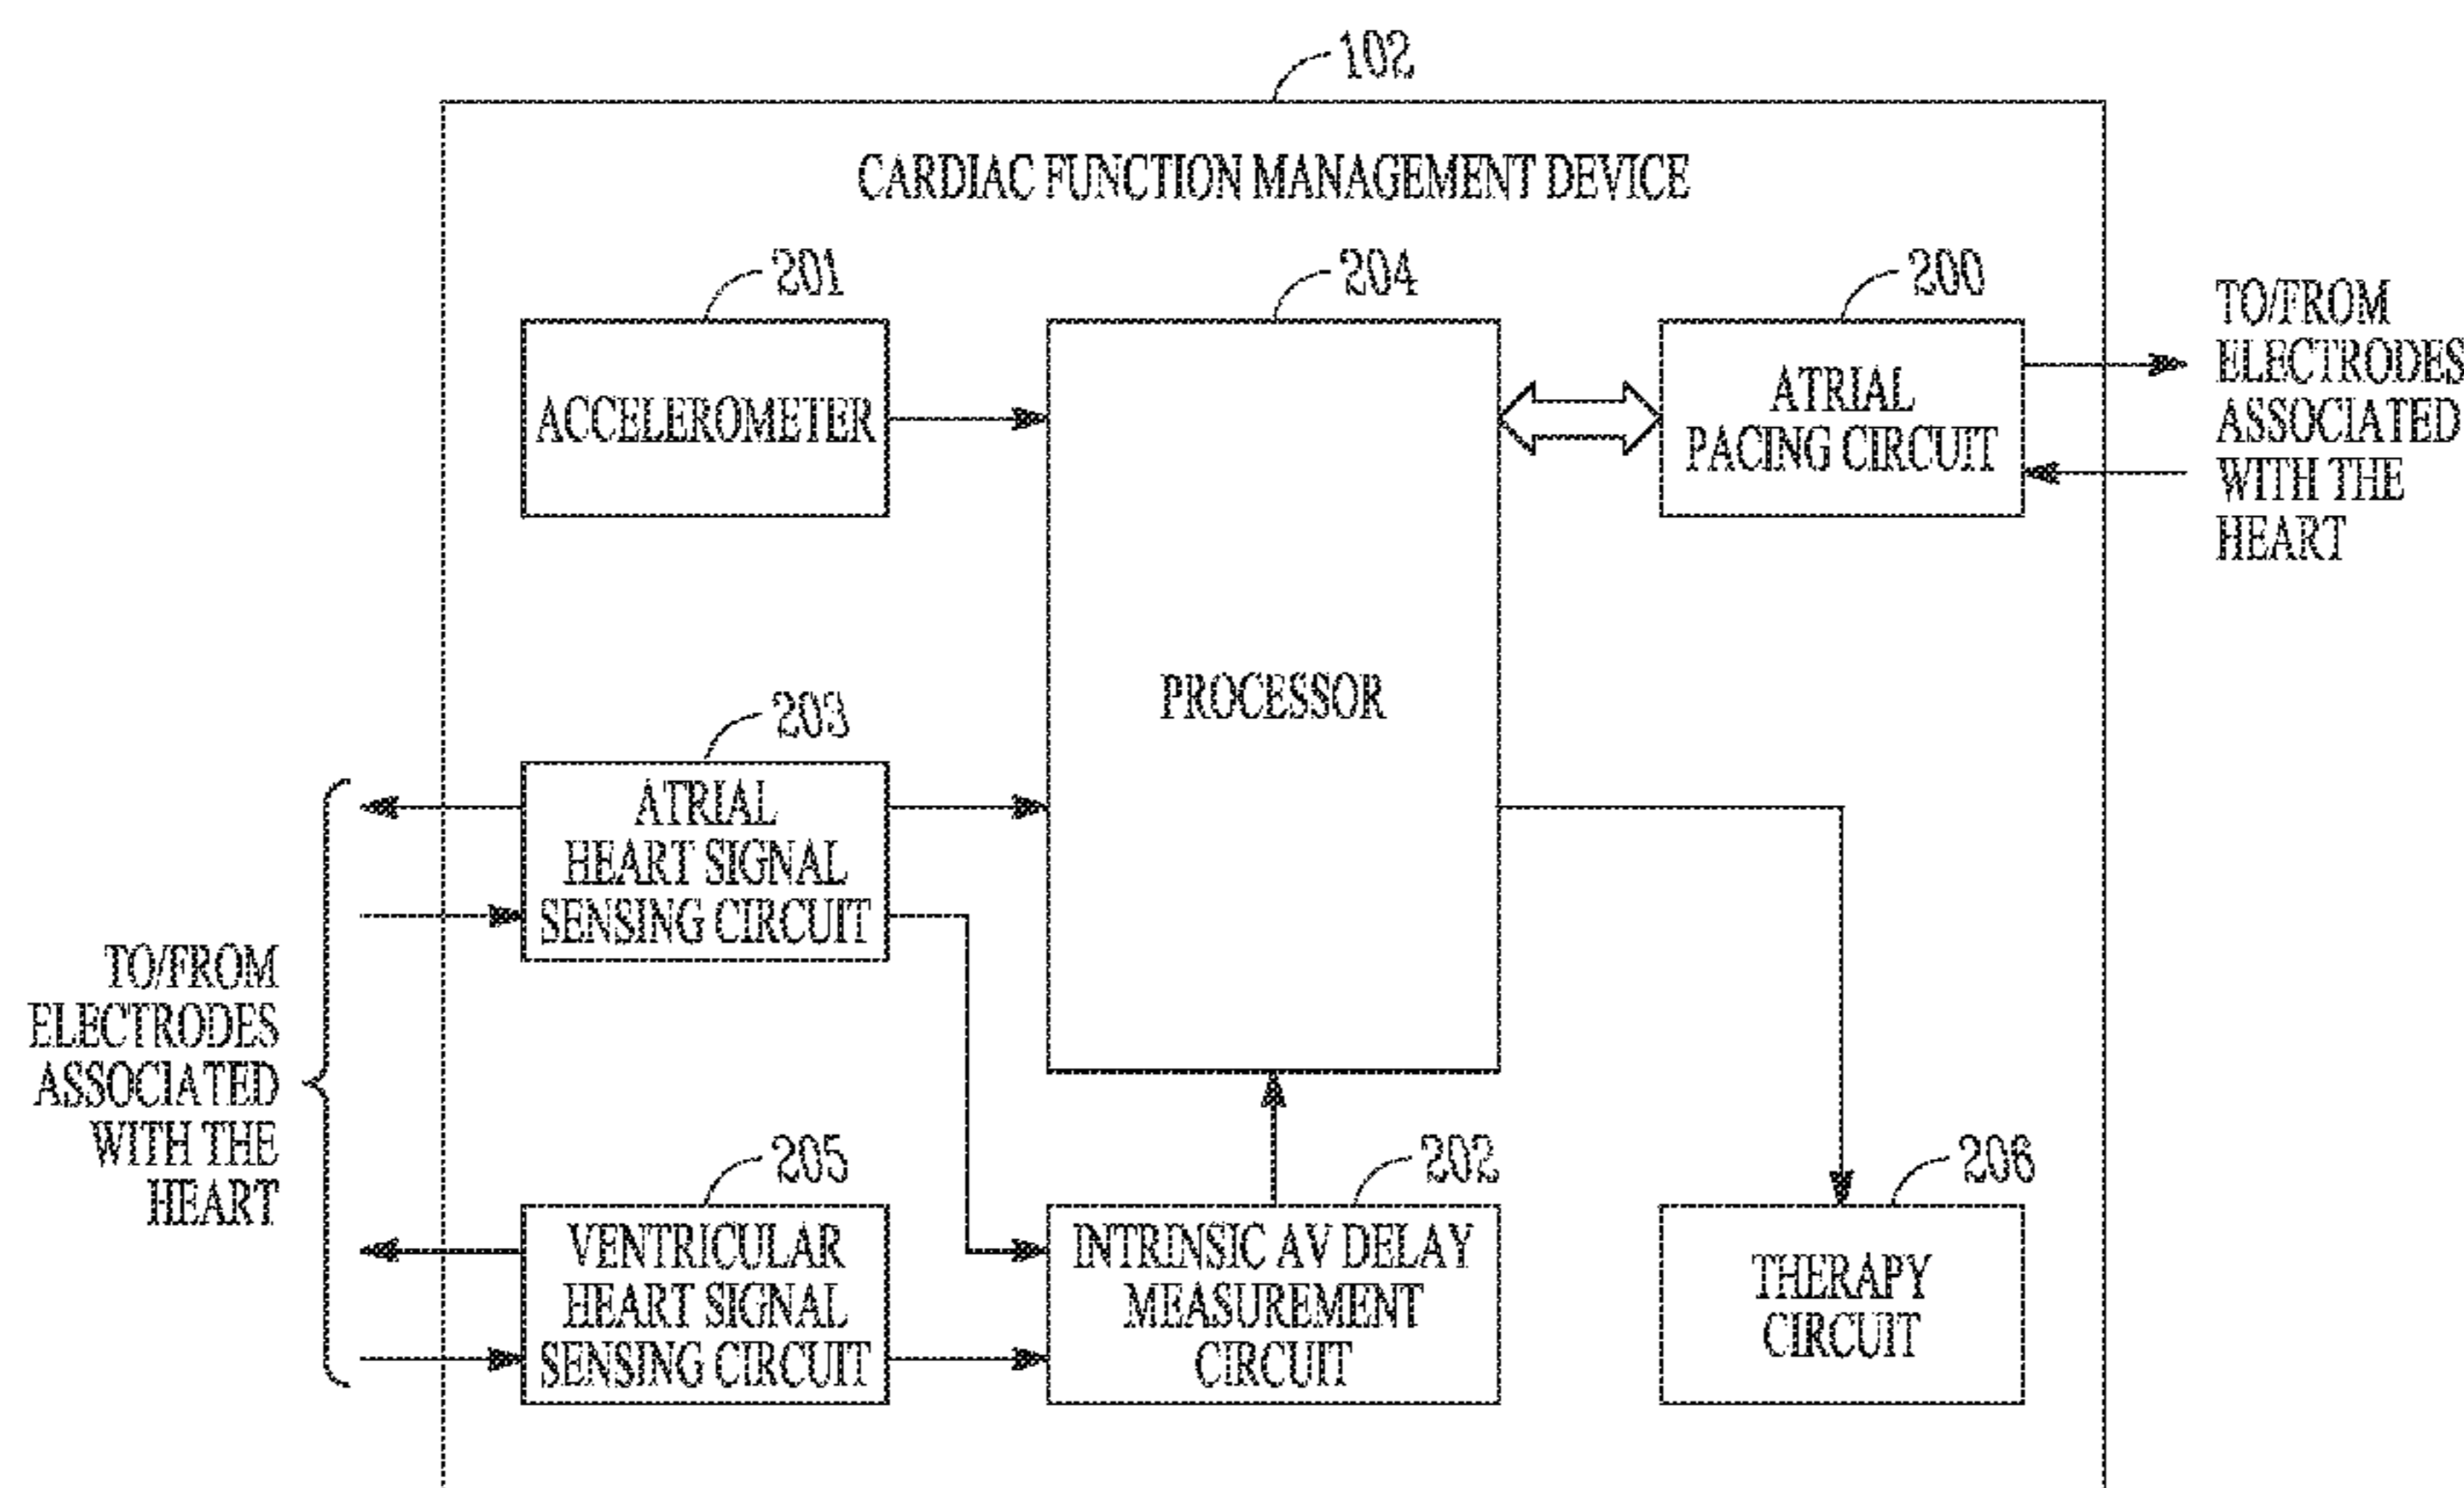 102
CARDIAC FUNCTION MANAGEMENT DEVICE
201
204
200
ACCELEROMETER
ATRIAL
PACING CIRCUIT
TO/FROM
ELECTRODES
ASSOCIATED
WITH THE
HEART
PROCESSOR
203
ATRIAL
HEART SIGNAL
SENSING CIRCUIT
TO/FROM
ELECTRODES
ASSOCIATED
WITH THE
HEART
205
VENTRICULAR
HEART SIGNAL
SENSING CIRCUIT
202
INTRINSIC AV DELAY
MEASUREMENT
CIRCUIT
206
THERAPY
CIRCUIT